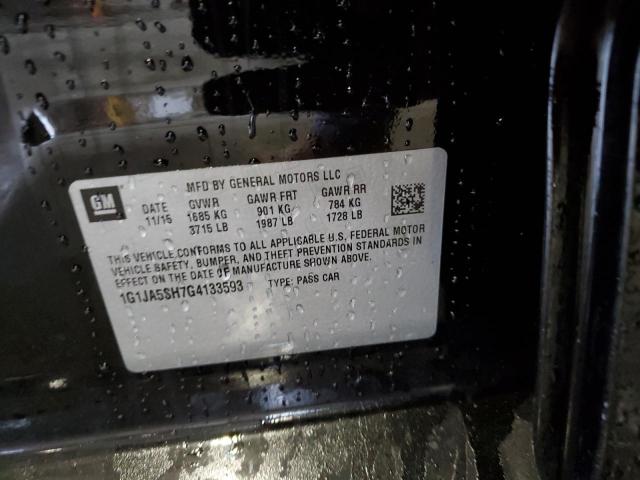 MFD BY GENERAL MOTORS LLC
GM
DATE GVWR GAWR FRT GAWR RR
11/15 1685 KG 901 KG 784 KG
3715 LB 1987 LB 1728 LB
THIS VEHICLE CONFORMS TO ALL APPLICABLE U.S. FEDERAL MOTOR
VEHICLE SAFETY, BUMPER, AND THEFT PREVENTION STANDARDS IN
EFFECT ON THE DATE OF MANUFACTURE SHOWN ABOVE.
1G1JA5SH7G4133593 TYPE: PASS CAR